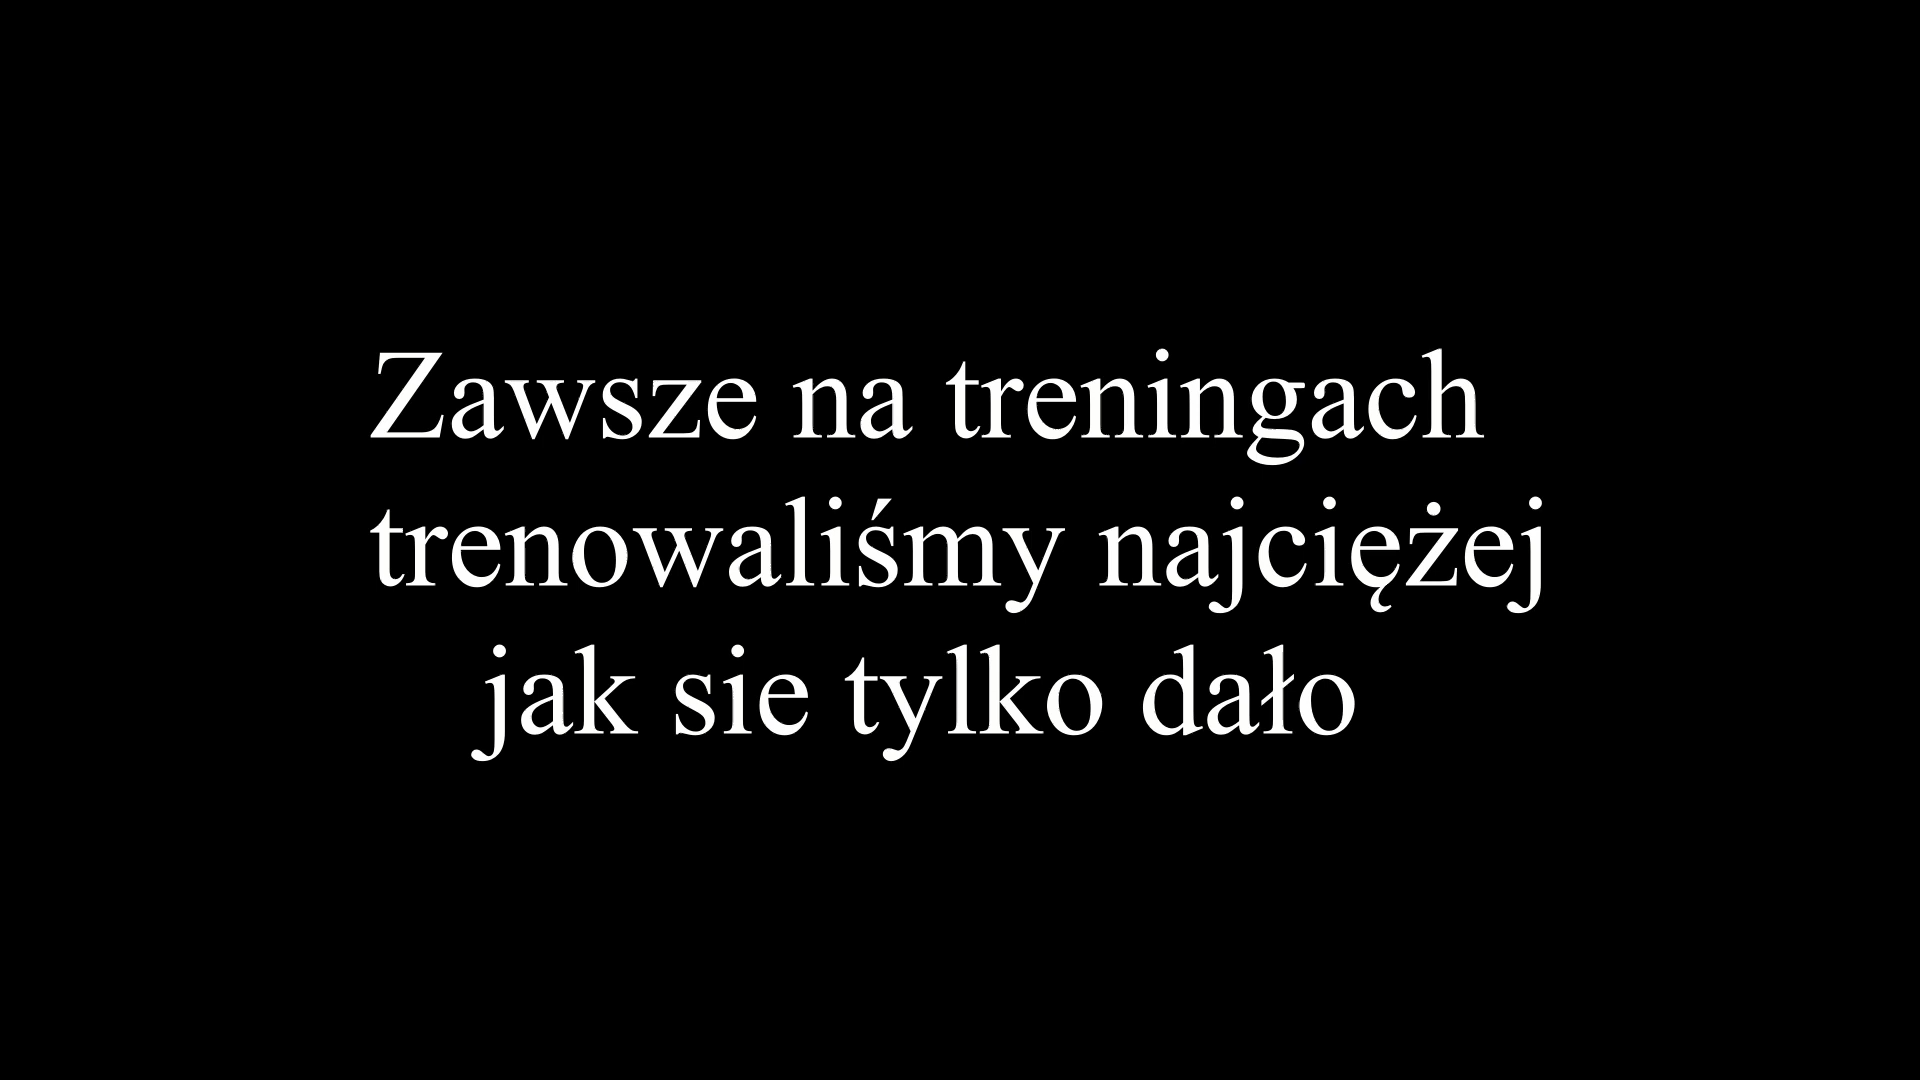 Zawsze na treningach
trenowaliśmy najciężej
jak sie tylko dało